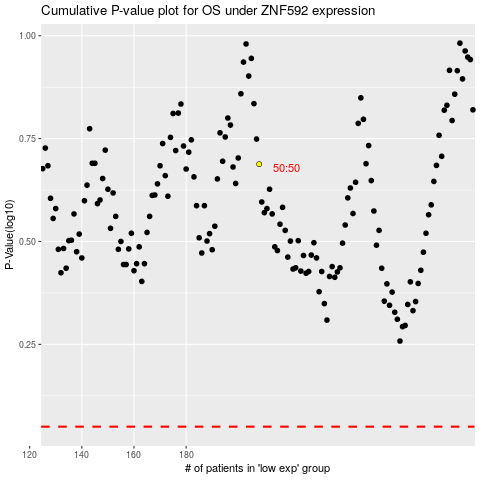 Cumulative P-value plot for OS under ZNF592 expression
P-Value(log10)
1.00
0.75
0.50
0.25
50:50
120 140 160 180
# of patients in 'low exp' group